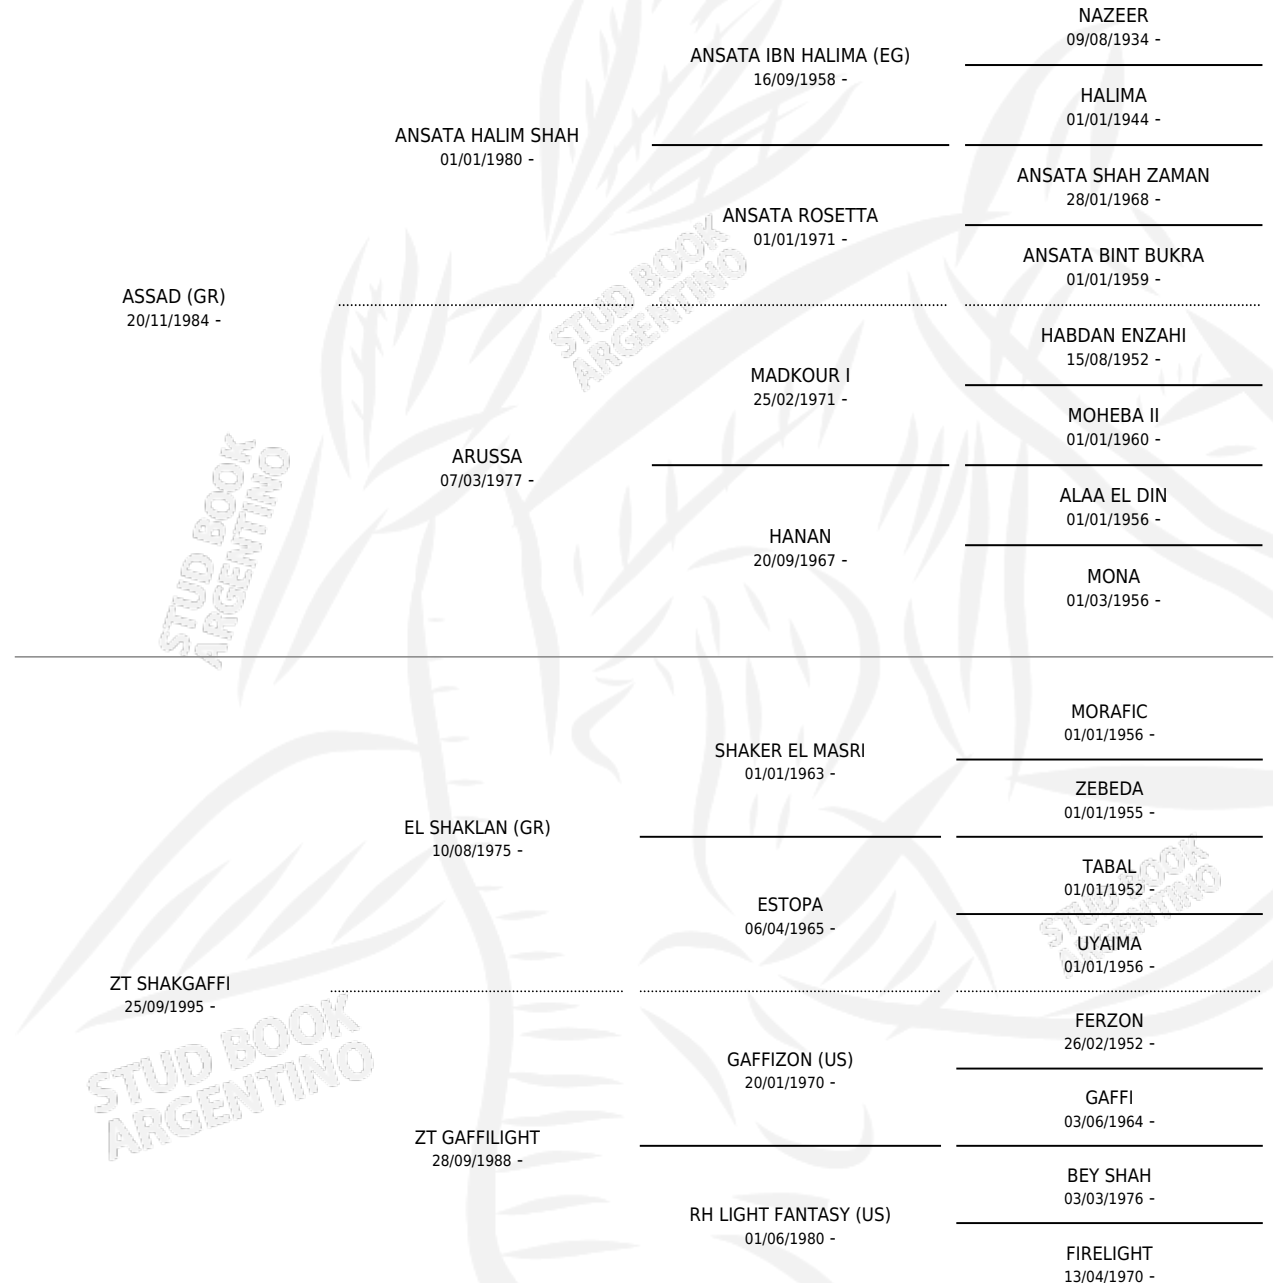 NAZEER
09/08/1934 -
ANSATA IBN HALIMA (EG)
16/09/1958 -
HALIMA
01/01/1944 -
ANSATA HALIM SHAH
01/01/1980 -
ANSATA SHAH ZAMAN
28/01/1968 -
ANSATA ROSETTA
01/01/1971 -
ANSATA BINT BUKRA
01/01/1959 -
ASSAD (GR)
20/11/1984 -
HABDAN ENZAHI
15/08/1952 -
MADKOUR I
25/02/1971 -
MOHEBA II
01/01/1960 -
ARUSSA
07/03/1977 -
ALAA EL DIN
01/01/1956 -
HANAN
20/09/1967 -
MONA
01/03/1956 -
MORAFIC
01/01/1956 -
SHAKER EL MASRI
01/01/1963 -
ZEBEDA
01/01/1955 -
EL SHAKLAN (GR)
10/08/1975 -
TABAL
01/01/1952 -
ESTOPA
06/04/1965 -
UYAIMA
01/01/1956 -
ZT SHAKGAFFI
25/09/1995 -
FERZON
26/02/1952 -
GAFFIZON (US)
20/01/1970 -
GAFFI
03/06/1964 -
ZT GAFFILIGHT
28/09/1988 -
BEY SHAH
03/03/1976 -
RH LIGHT FANTASY (US)
01/06/1980 -
FIRELIGHT
13/04/1970 -
STUD BOOK
ARGENTINO
STUD BOOK
ARGENTINO
STUD BOOK
ARGENTINO
STUD BOOK
ARGENTINO